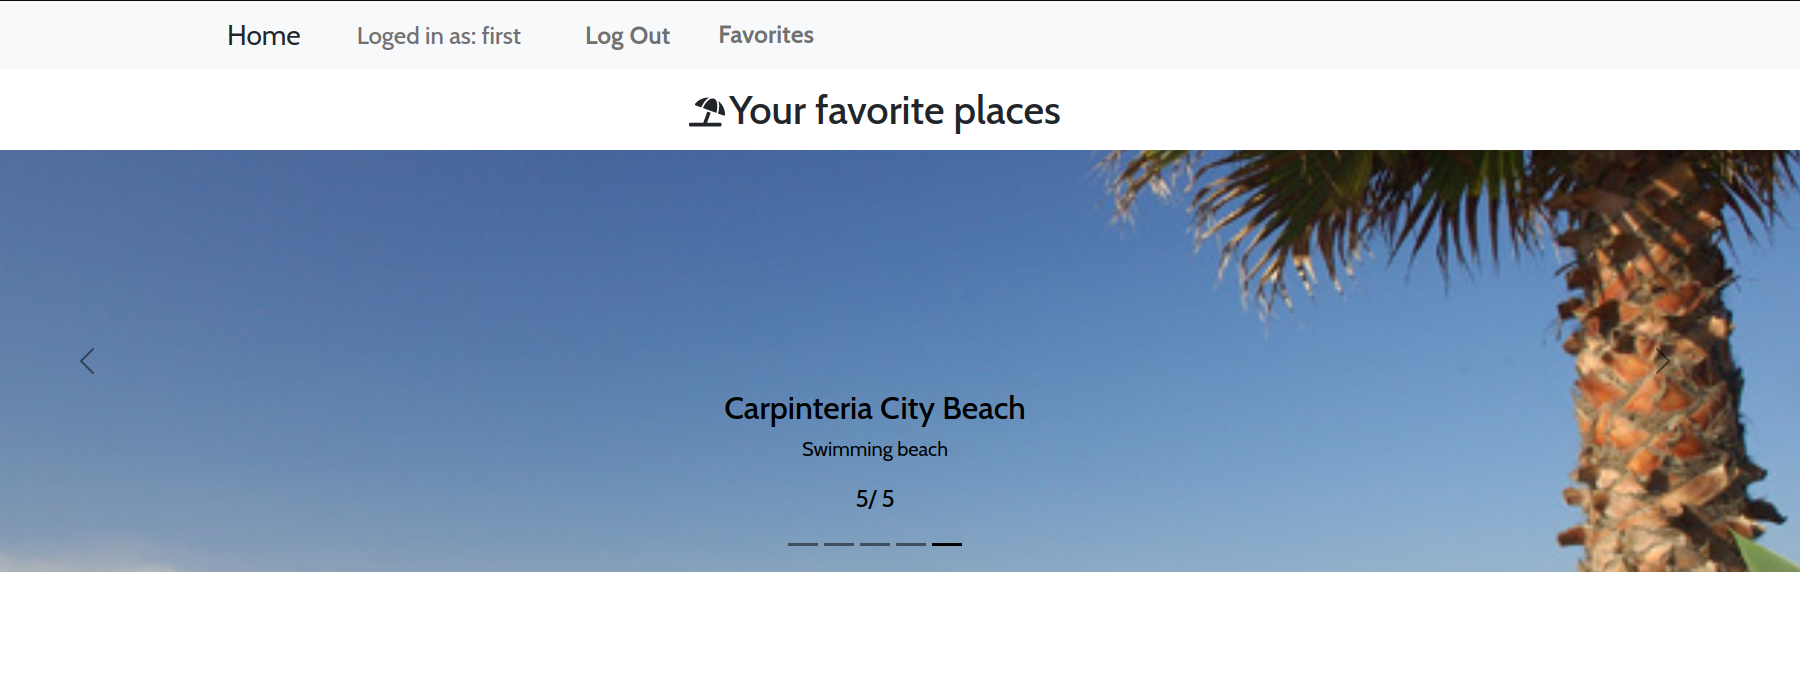 Home Loged in as: first Log Out Favorites
Your favorite places
Carpinteria City Beach
Swimming beach
5/ 5